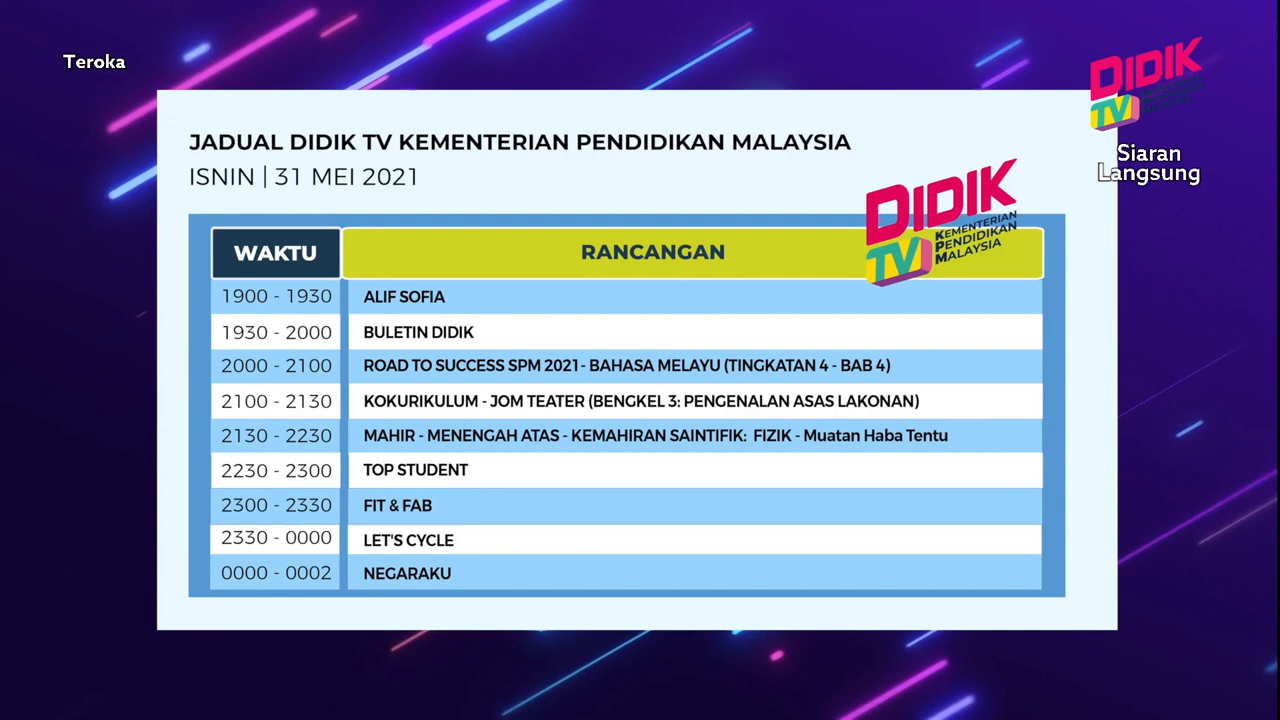 Teroka
DIDIK
TV
Siaran
Langsung
JADUAL DIDIK TV KEMENTERIAN PENDIDIKAN MALAYSIA
ISNIN | 31 MEI 2021
DIDIK
TV KEMENTERIAN
PENDIDIKAN
MALAYSIA
WAKTU RANCANGAN
1900 - 1930 ALIF SOFIA
1930 - 2000 BULETIN DIDIK
2000 - 2100 ROAD TO SUCCESS SPM 2021- BAHASA MELAYU (TINGKATAN 4 - BAB 4)
2100 - 2130 KOKURIKULUM - JOM TEATER (BENGKEL 3: PENGENALAN ASAS LAKONAN)
2130 - 2230 MAHIR - MENENGAH ATAS - KEMAHIRAN SAINTIFIK: FIZIK - Muatan Haba Tentu
2230 - 2300 TOP STUDENT
2300 - 2330 FIT & FAB
2330 - 0000 LET'S CYCLE
0000 - 0002 NEGARAKU